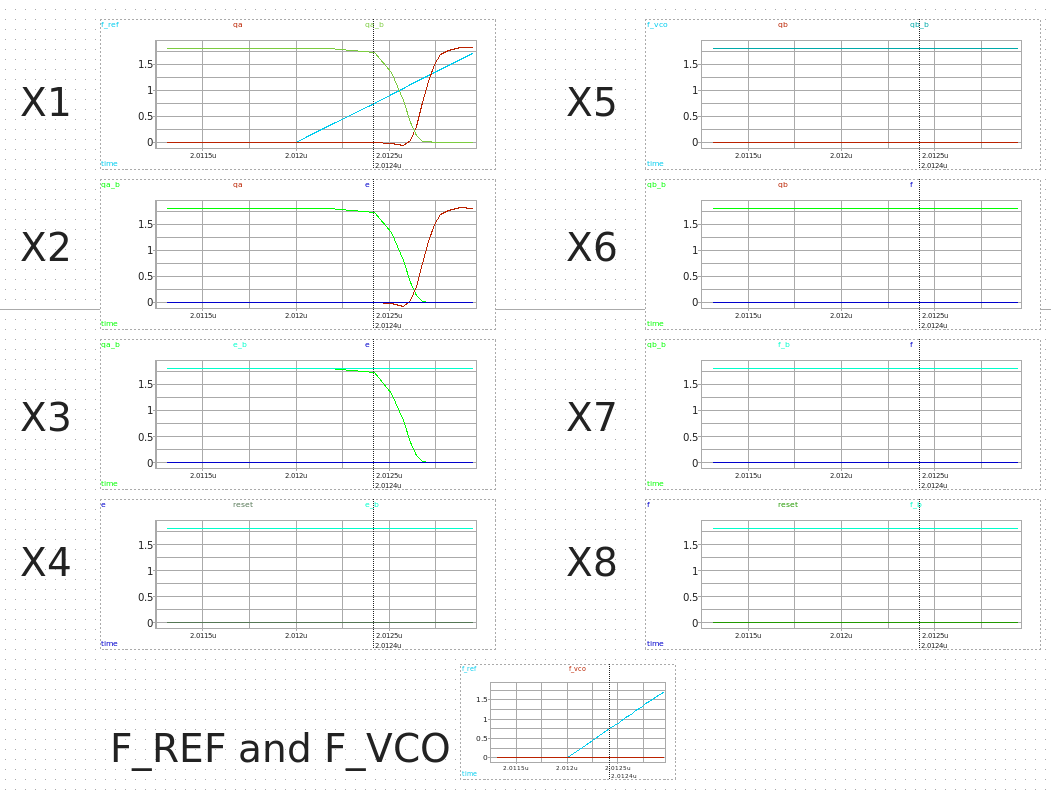 f_ref qa qa_b
X1
1.5
1
0.5
0
2.0115u 2.012u 2.0125u
2.0124u
time
qa_b qa e
X2
1.5
1
0.5
0
2.0115u 2.012u 2.0125u
2.0124u
time
qa_b e_b e
X3
1.5
1
0.5
0
2.0115u 2.012u 2.0125u
2.0124u
time
e reset e_b
X4
1.5
1
0.5
0
2.0115u 2.012u 2.0125u
2.0124u
time
f_vco qb qb_b
X5
1.5
1
0.5
0
2.0115u 2.012u 2.0125u
2.0124u
time
qb_b qb f
X6
1.5
1
0.5
0
2.0115u 2.012u 2.0125u
2.0124u
time
qb_b f_b f
X7
1.5
1
0.5
0
2.0115u 2.012u 2.0125u
2.0124u
time
f reset f_b
X8
1.5
1
0.5
0
2.0115u 2.012u 2.0125u
2.0124u
time
f_ref f_vco
F_REF and F_VCO
1.5
1
0.5
0
2.0115u 2.012u 2.0125u
2.0124u
time